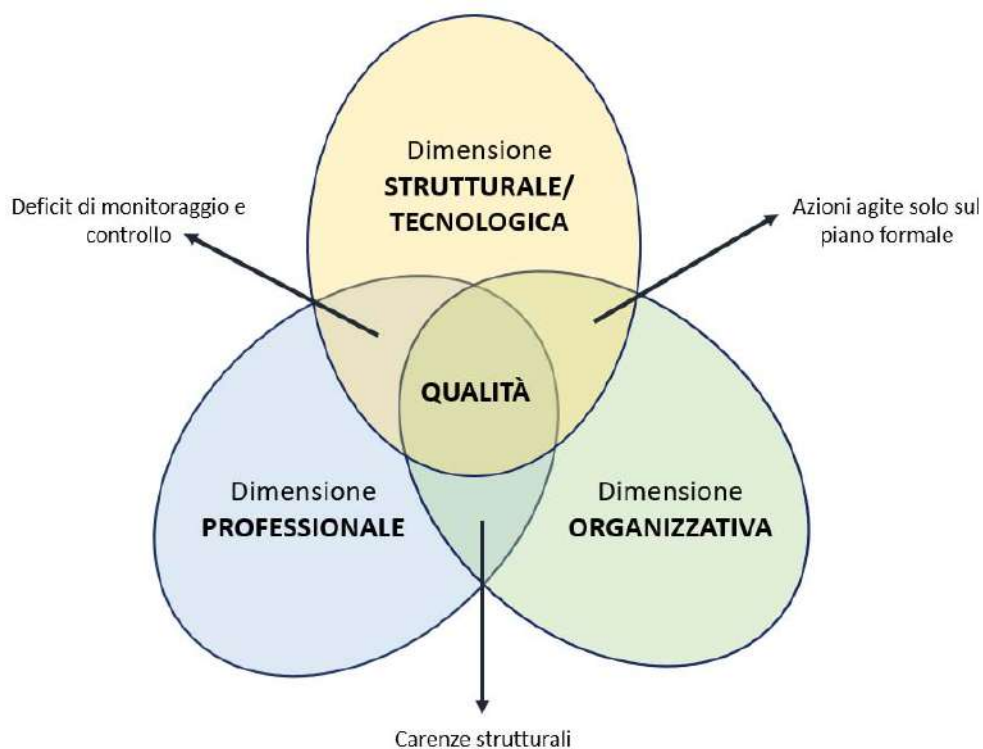 Dimensione
STRUTTURALE/
TECNOLOGICA
Deficit di monitoraggio e
controllo
Azioni agite solo sul
piano formale
QUALITÀ
Dimensione
PROFESSIONALE
Dimensione
ORGANIZZATIVA
Carenze strutturali